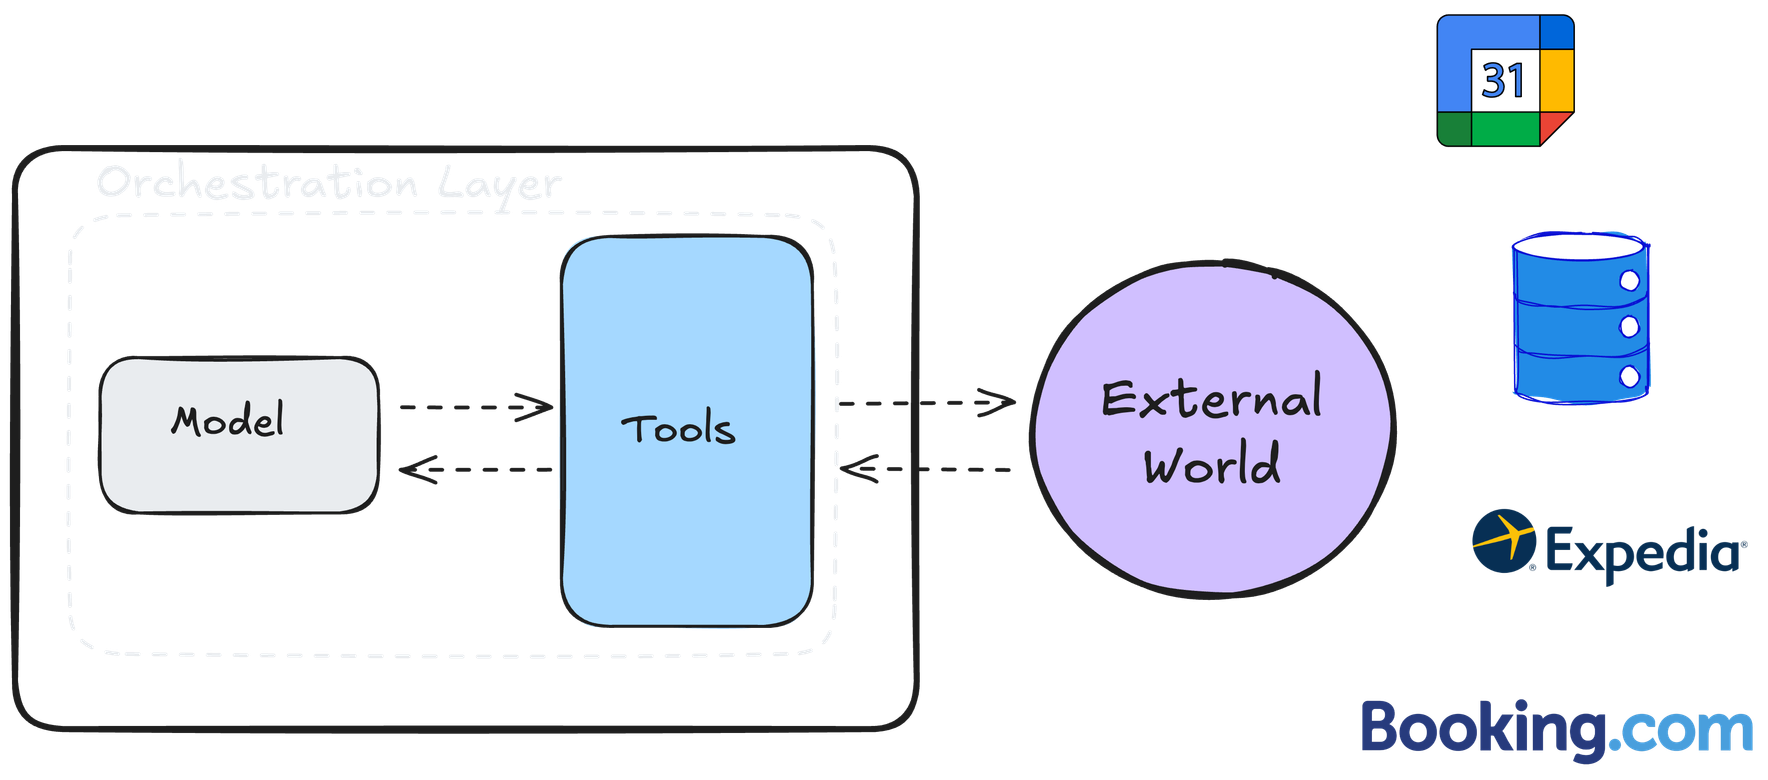 31
Orchestration Layer
Model
Tools
External
World
Expedia®
Booking.com